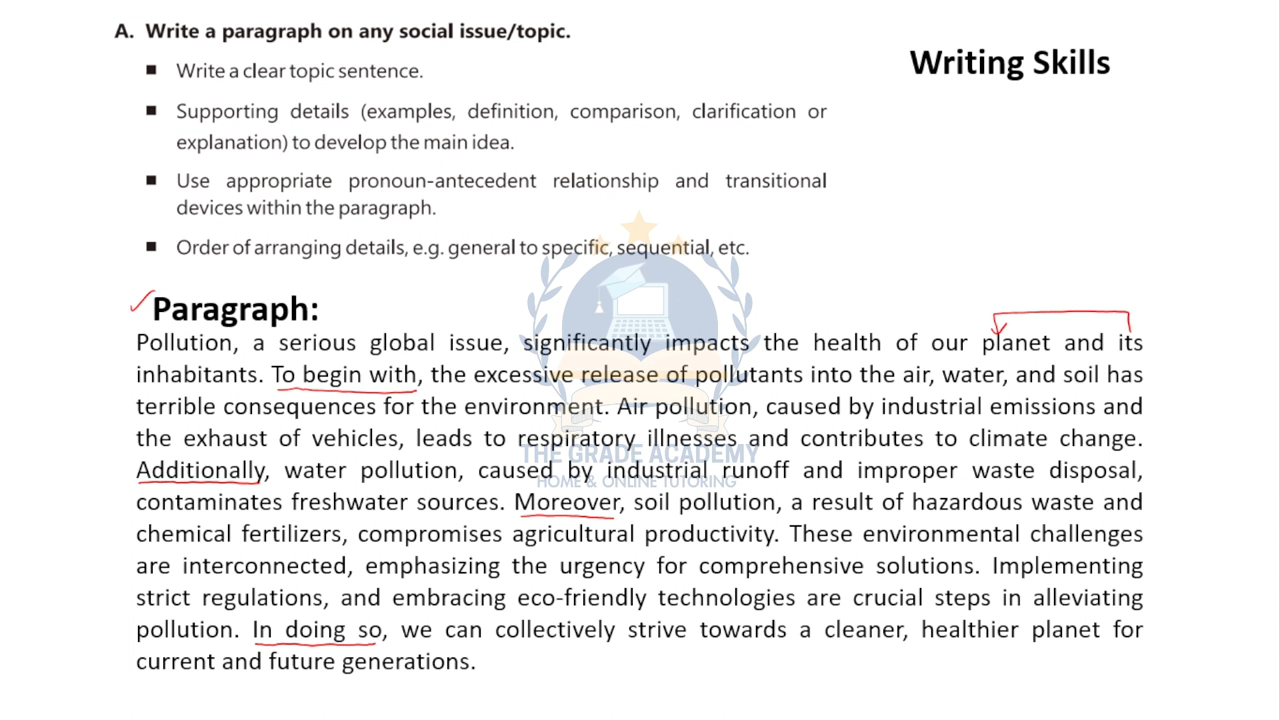 A. Write a paragraph on any social issue/topic.
Writing Skills
■ Write a clear topic sentence.
■ Supporting details (examples, definition, comparison, clarification or
explanation) to develop the main idea.
■ Use appropriate pronoun-antecedent relationship and transitional
devices within the paragraph.
■ Order of arranging details, e.g. general to specific, sequential, etc.
Paragraph:
Pollution, a serious global issue, significantly impacts the health of our planet and its
inhabitants. To begin with, the excessive release of pollutants into the air, water, and soil has
terrible consequences for the environment. Air pollution, caused by industrial emissions and
the exhaust of vehicles, leads to respiratory illnesses and contributes to climate change.
THE GRADE ACADEMY
Additionally, water pollution, caused by industrial runoff and improper waste disposal,
HOME & ONLINE TUTORING
contaminates freshwater sources. Moreover, soil pollution, a result of hazardous waste and
chemical fertilizers, compromises agricultural productivity. These environmental challenges
are interconnected, emphasizing the urgency for comprehensive solutions. Implementing
strict regulations, and embracing eco-friendly technologies are crucial steps in alleviating
pollution. In doing so, we can collectively strive towards a cleaner, healthier planet for
current and future generations.